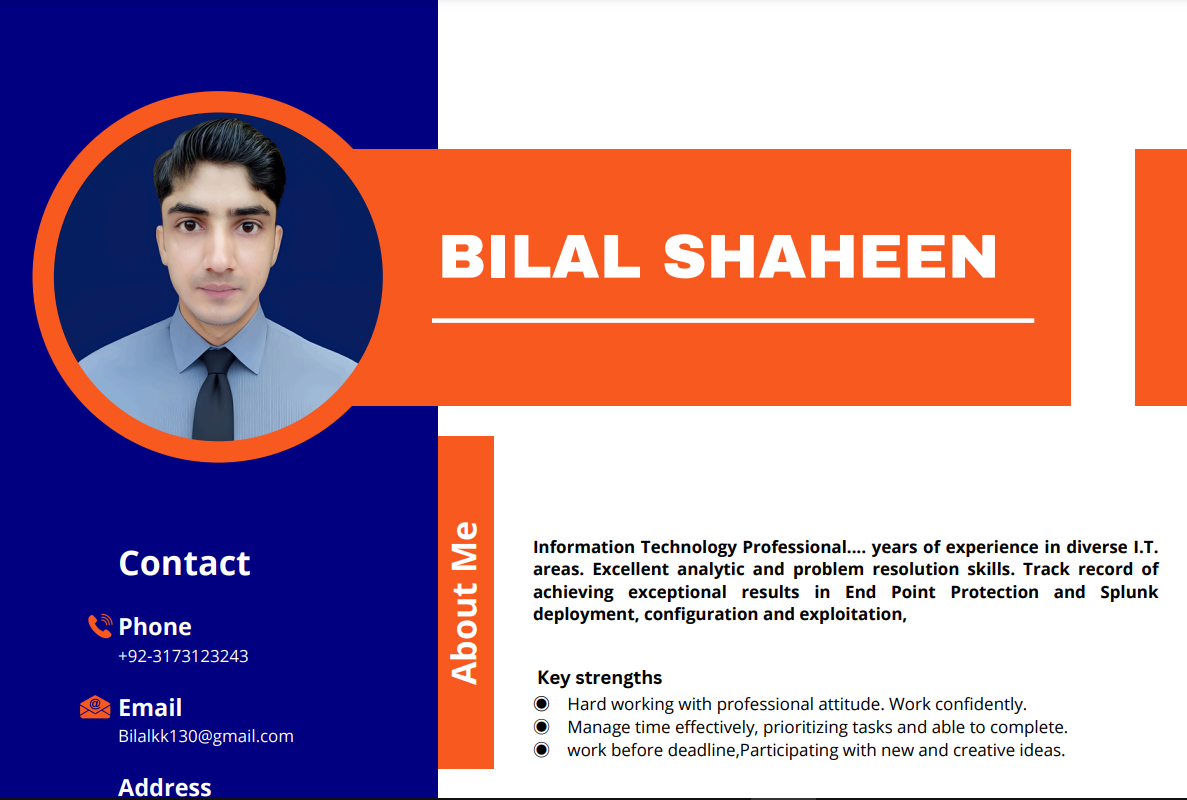 BILAL SHAHEEN
Contact
Phone
+92-3173123243
Email
Bilalkk130@gmail.com
Address
About Me
Information Technology Professional.... years of experience in diverse I.T.
areas. Excellent analytic and problem resolution skills. Track record of
achieving exceptional results in End Point Protection and Splunk
deployment, configuration and exploitation,
Key strengths
◉ Hard working with professional attitude. Work confidently.
◉ Manage time effectively, prioritizing tasks and able to complete.
◉ work before deadline,Participating with new and creative ideas.